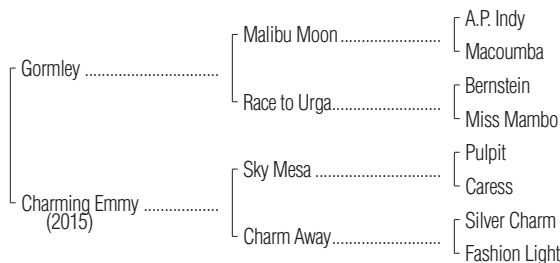 A.P. Indy
Malibu Moon
Macoumba
Gormley
Bernstein
Race to Urga
Miss Mambo
Pulpit
Sky Mesa
Caress
Charming Emmy
(2015)
Silver Charm
Charm Away
Fashion Light